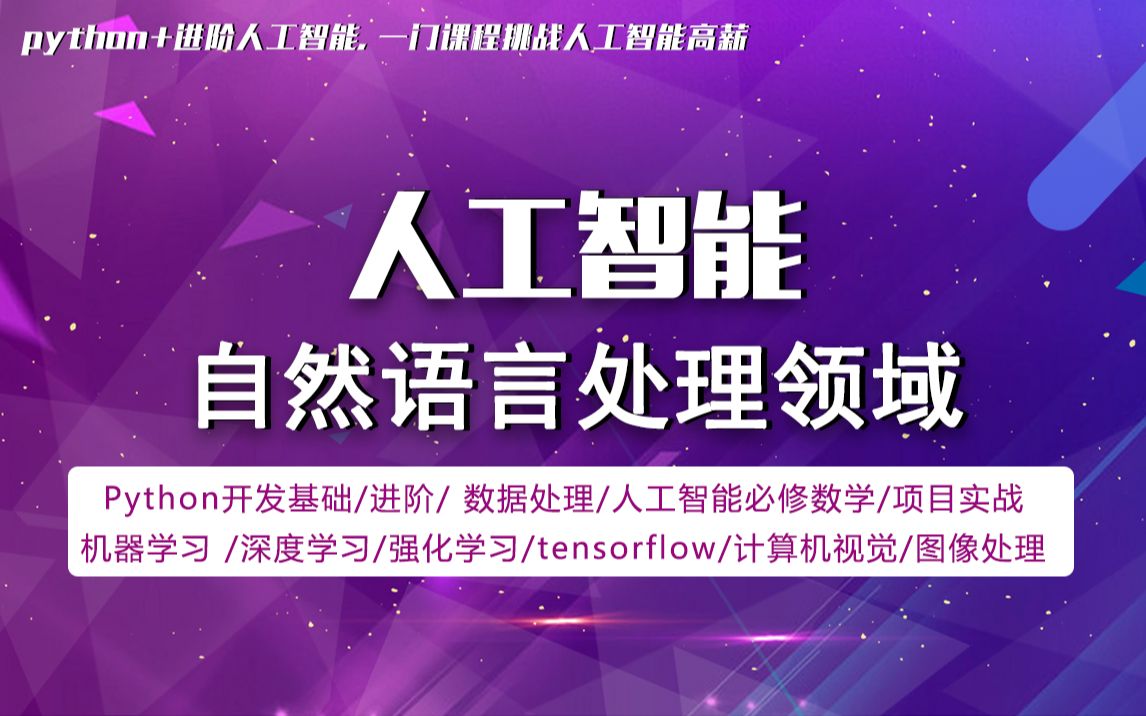 python+进阶人工智能,一门课程挑战人工智能高薪
人工智能
自然语言处理领域
Python开发基础/进阶/ 数据处理/人工智能必修数学/项目实战
机器学习 /深度学习/强化学习/tensorflow/计算机视觉/图像处理